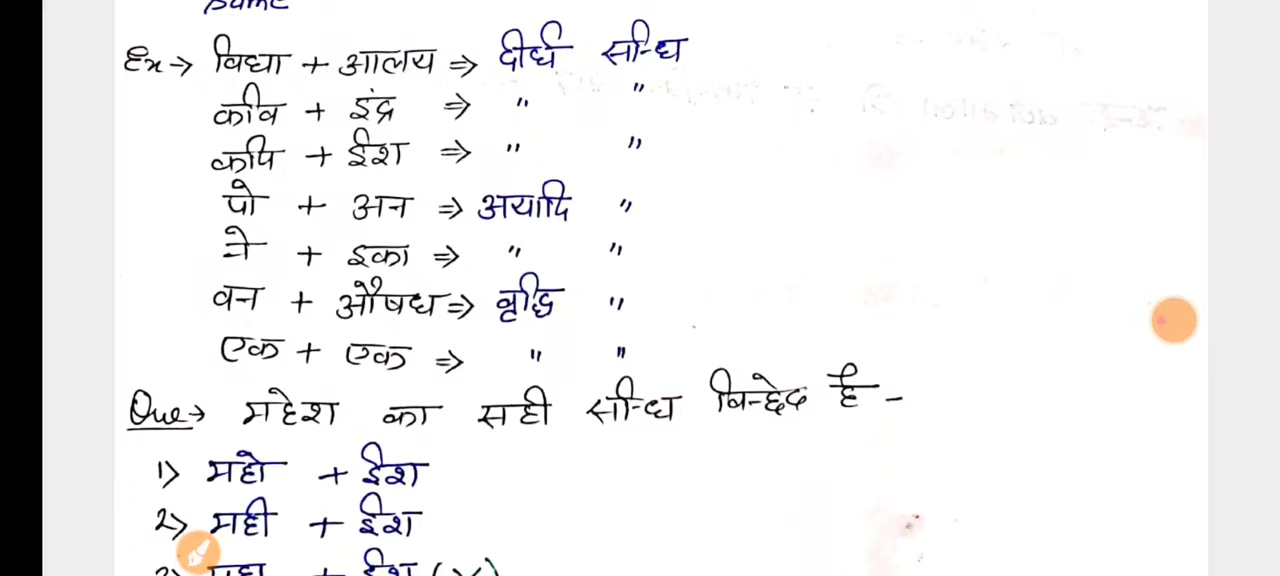 Ex→ विधा + आलय ⇒ दीर्घ सन्धि
कवि + इंद्र ⇒ " "
कपि + ईश ⇒ " "
पो + अन ⇒ अयादि "
ने + इका ⇒ " "
वन + औषध ⇒ वृद्धि "
एक + एक ⇒ " "
Que→ महेश का सही सन्धि विच्छेद है -
1> महो + ईश
2> मही + ईश